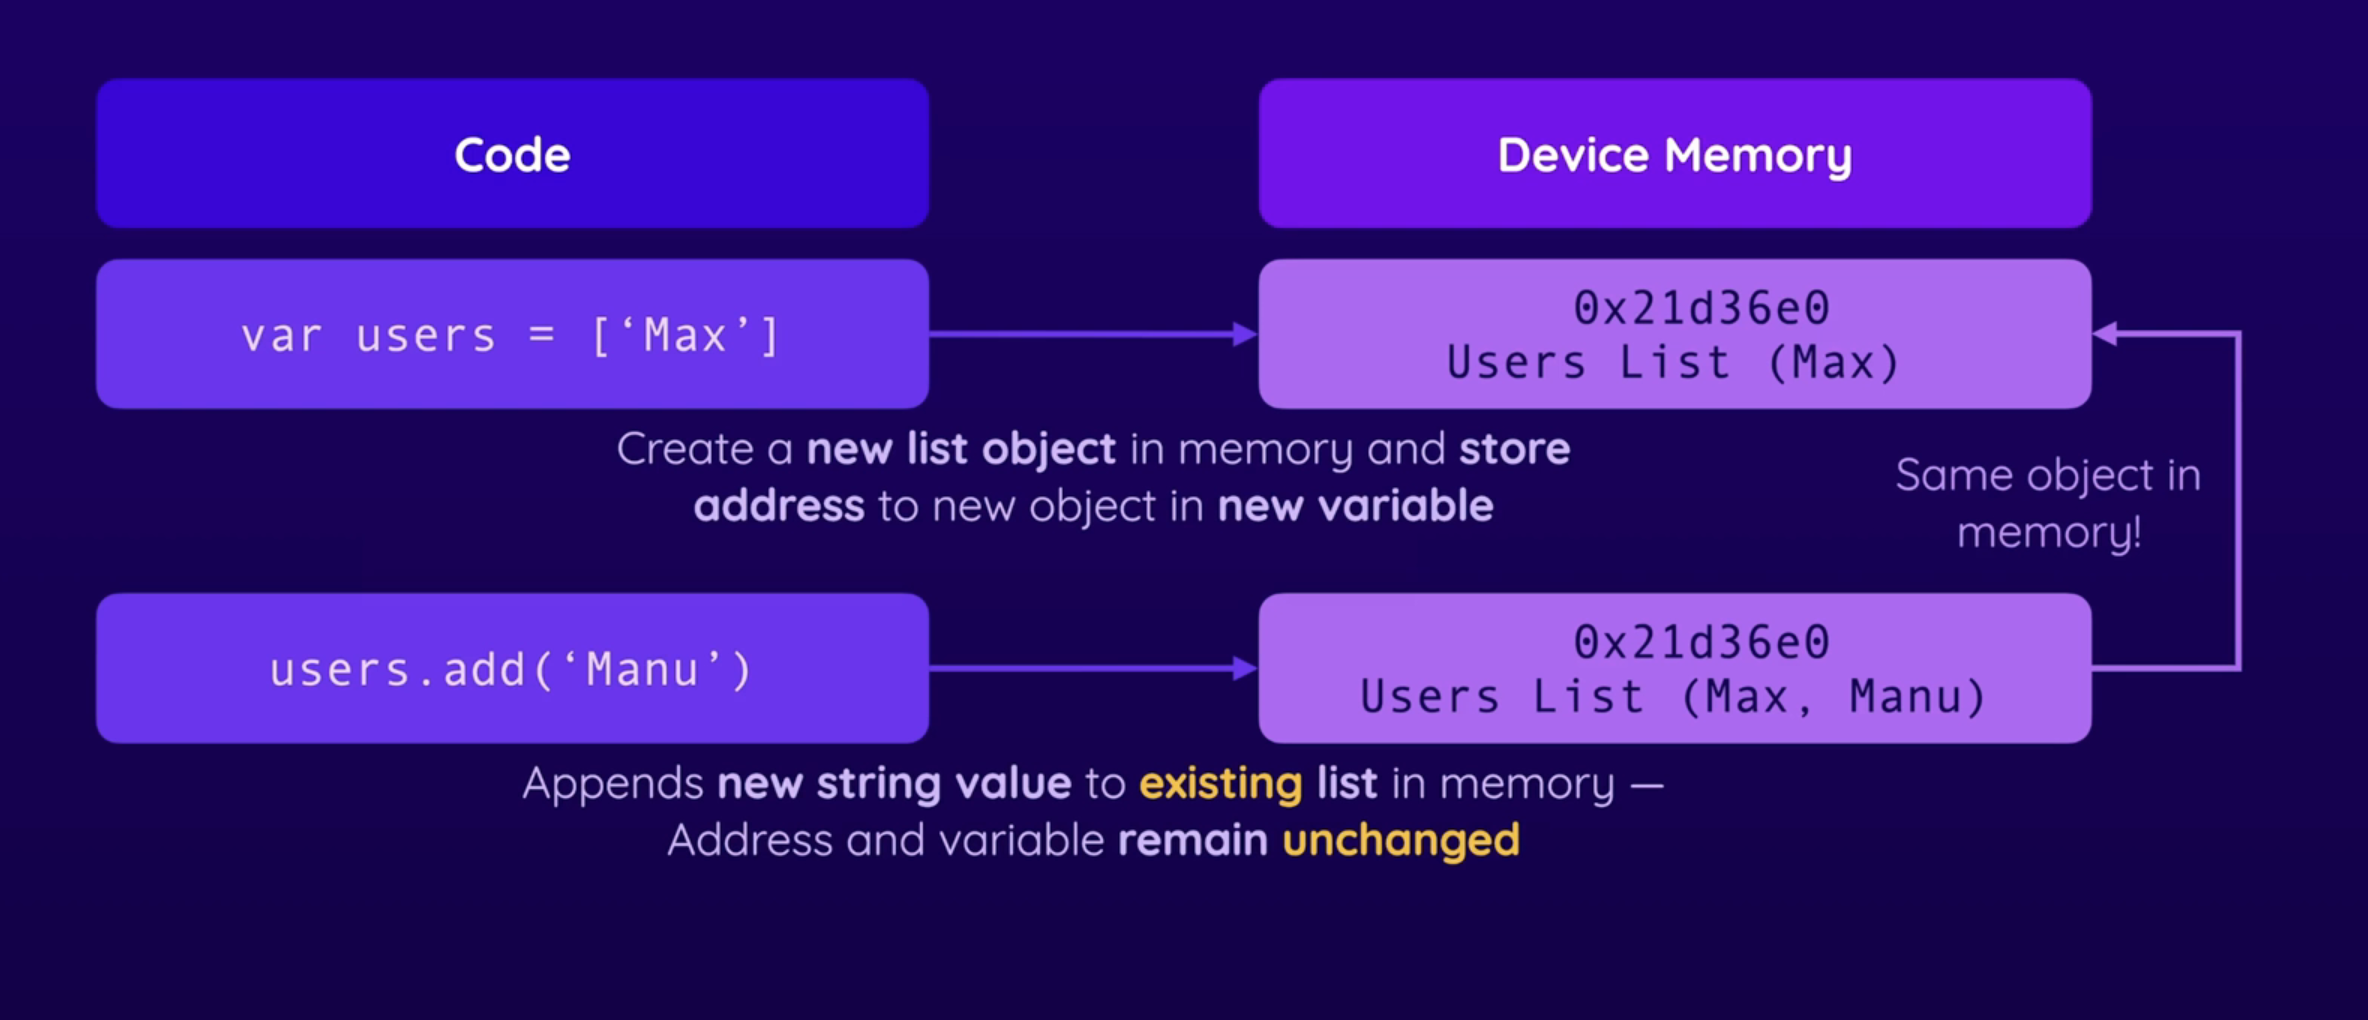 Code
Device Memory
var users = [‘Max’]
0x21d36e0
Users List (Max)
Create a new list object in memory and store
address to new object in new variable
Same object in
memory!
users.add(‘Manu’)
0x21d36e0
Users List (Max, Manu)
Appends new string value to existing list in memory —
Address and variable remain unchanged